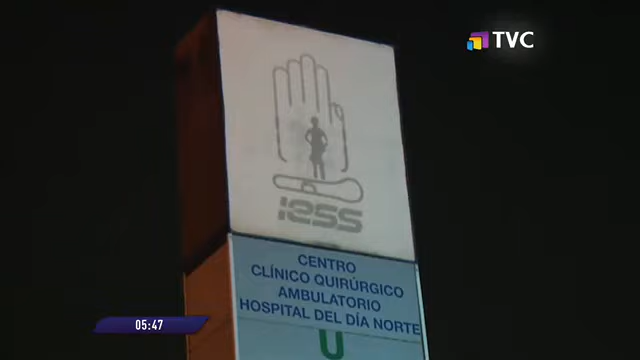 TVC
IESS
CENTRO
CLÍNICO QUIRÚRGICO
AMBULATORIO
HOSPITAL DEL DÍA NORTE
U
05:47